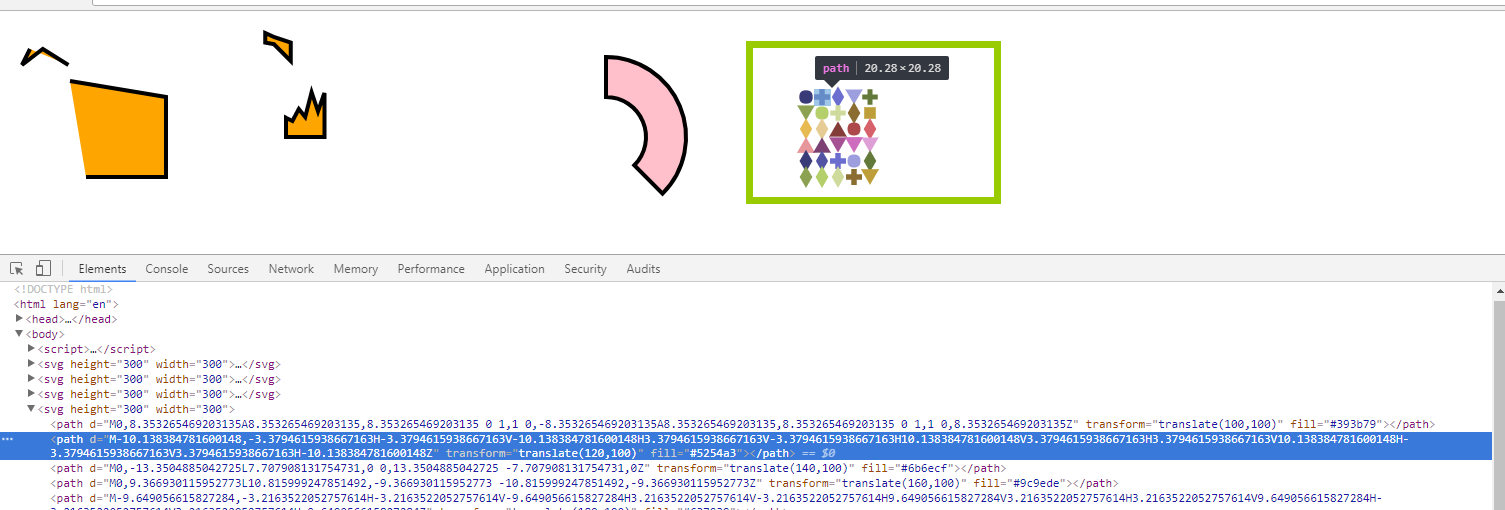 path 20.28 × 20.28
Elements Console Sources Network Memory Performance Application Security Audits
<!DOCTYPE html>
<html lang="en">
<head>…</head>
<body>
<script>…</script>
<svg height="300" width="300">…</svg>
<svg height="300" width="300">…</svg>
<svg height="300" width="300">…</svg>
<svg height="300" width="300">
<path d="M0,8.353265469203135A8.353265469203135,8.353265469203135 0 1,1 0,-8.353265469203135A8.353265469203135,8.353265469203135 0 1,1 0,8.353265469203135Z" transform="translate(100,100)" fill="#393b79"></path>
<path d="M-10.138384781600148,-3.3794615938667163H-3.3794615938667163V-10.138384781600148H3.3794615938667163V-3.3794615938667163H10.138384781600148V3.3794615938667163H3.3794615938667163V10.138384781600148H-
3.3794615938667163V3.3794615938667163H-10.138384781600148Z" transform="translate(120,100)" fill="#5254a3"></path> == $0
<path d="M0,-13.3504885042725L7.707908131754731,0 0,13.3504885042725 -7.707908131754731,0Z" transform="translate(140,100)" fill="#6b6ecf"></path>
<path d="M0,9.366930115952773L10.815999247851492,-9.366930115952773 -10.815999247851492,-9.366930115952773Z" transform="translate(160,100)" fill="#9c9ede"></path>
<path d="M-9.649056615827284,-3.2163522052757614H-3.2163522052757614V-9.649056615827284H3.2163522052757614V-3.2163522052757614H9.649056615827284V3.2163522052757614H3.2163522052757614V9.649056615827284H-